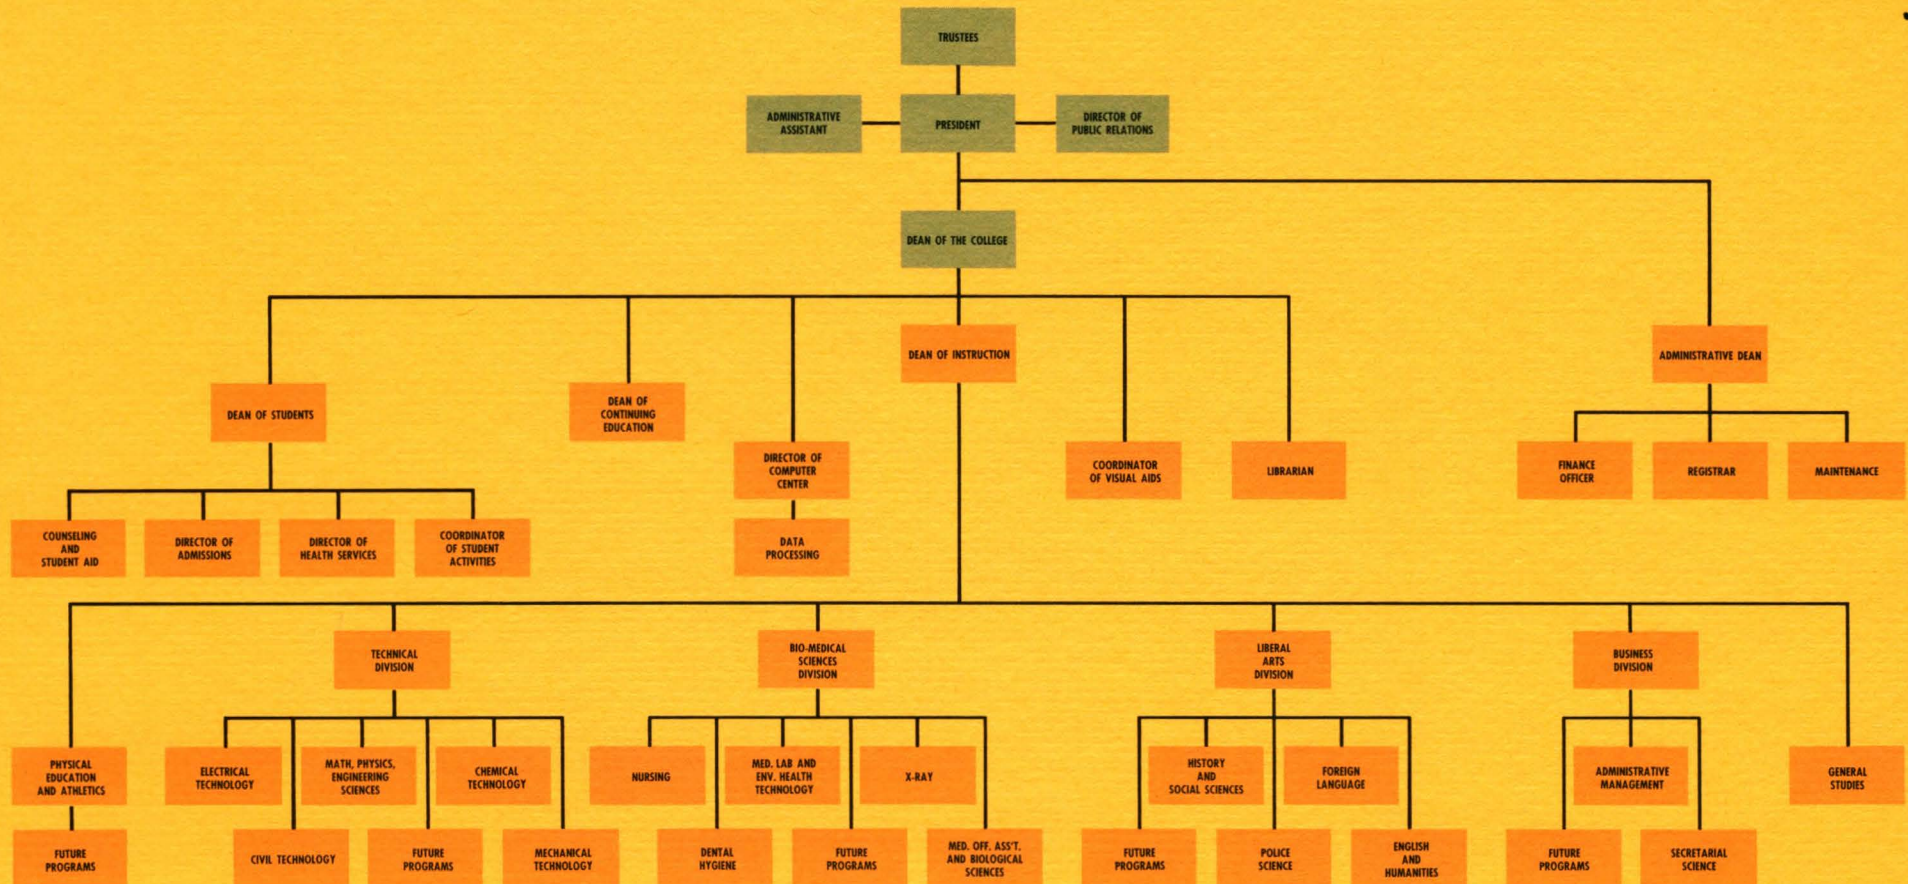 TRUSTEES
ADMINISTRATIVE
ASSISTANT
PRESIDENT
DIRECTOR OF
PUBLIC RELATIONS
DEAN OF THE COLLEGE
DEAN OF INSTRUCTION
ADMINISTRATIVE DEAN
DEAN OF STUDENTS
DEAN OF
CONTINUING
EDUCATION
DIRECTOR OF
COMPUTER
CENTER
COORDINATOR
OF VISUAL AIDS
LIBRARIAN
FINANCE
OFFICER
REGISTRAR
MAINTENANCE
COUNSELING
AND
STUDENT AID
DIRECTOR OF
ADMISSIONS
DIRECTOR OF
HEALTH SERVICES
COORDINATOR
OF STUDENT
ACTIVITIES
DATA
PROCESSING
TECHNICAL
DIVISION
BIO-MEDICAL
SCIENCES
DIVISION
LIBERAL
ARTS
DIVISION
BUSINESS
DIVISION
PHYSICAL
EDUCATION
AND ATHLETICS
ELECTRICAL
TECHNOLOGY
MATH, PHYSICS,
ENGINEERING
SCIENCES
CHEMICAL
TECHNOLOGY
NURSING
MED. LAB AND
ENV. HEALTH
TECHNOLOGY
X-RAY
HISTORY
AND
SOCIAL SCIENCES
FOREIGN
LANGUAGE
ADMINISTRATIVE
MANAGEMENT
GENERAL
STUDIES
FUTURE
PROGRAMS
CIVIL TECHNOLOGY
FUTURE
PROGRAMS
MECHANICAL
TECHNOLOGY
DENTAL
HYGIENE
FUTURE
PROGRAMS
MED. OFF. ASS'T.
AND BIOLOGICAL
SCIENCES
FUTURE
PROGRAMS
POLICE
SCIENCE
ENGLISH
AND
HUMANITIES
FUTURE
PROGRAMS
SECRETARIAL
SCIENCE